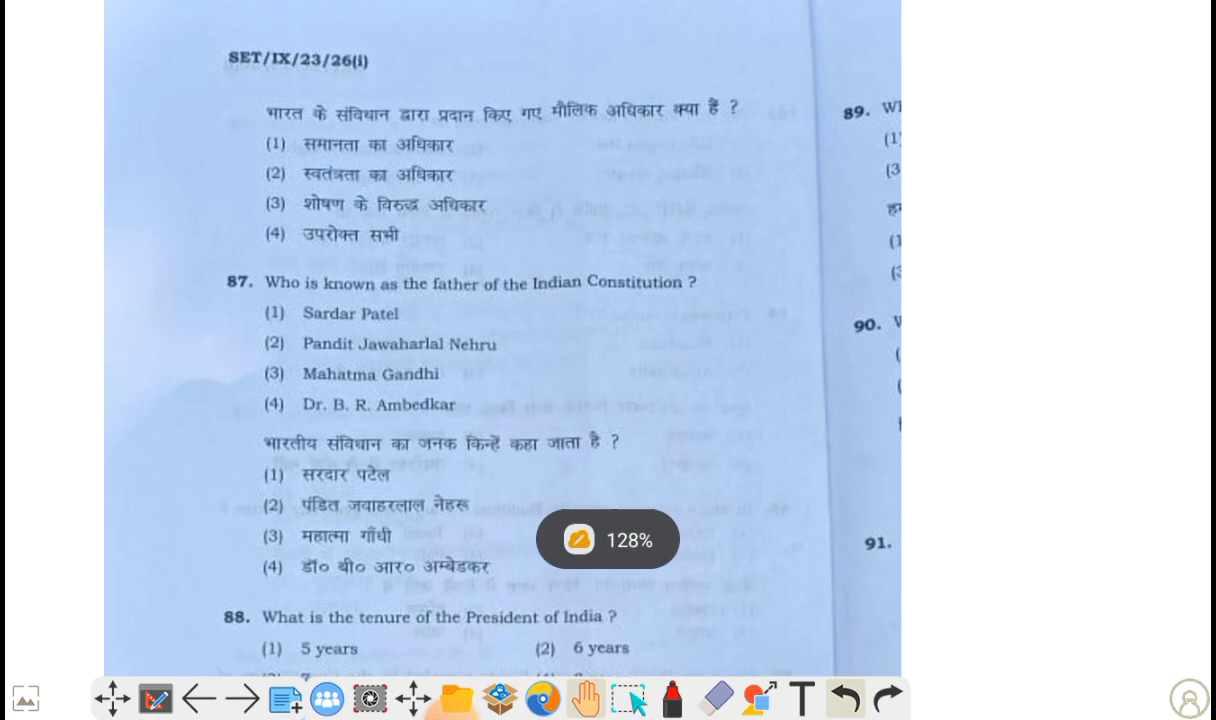 SET/IX/23/26(i)
भारत के संविधान द्वारा प्रदान किए गए मौलिक अधिकार क्या हैं ?
(1) समानता का अधिकार
(2) स्वतंत्रता का अधिकार
(3) शोषण के विरुद्ध अधिकार
(4) उपरोक्त सभी
87. Who is known as the father of the Indian Constitution ?
(1) Sardar Patel
(2) Pandit Jawaharlal Nehru
(3) Mahatma Gandhi
(4) Dr. B. R. Ambedkar
भारतीय संविधान का जनक किन्हें कहा जाता है ?
(1) सरदार पटेल
(2) पंडित जवाहरलाल नेहरू
(3) महात्मा गाँधी
(4) डॉ० बी० आर० अम्बेडकर
88. What is the tenure of the President of India ?
(1) 5 years (2) 6 years
89.
(1)
(3
90.
91.
128%